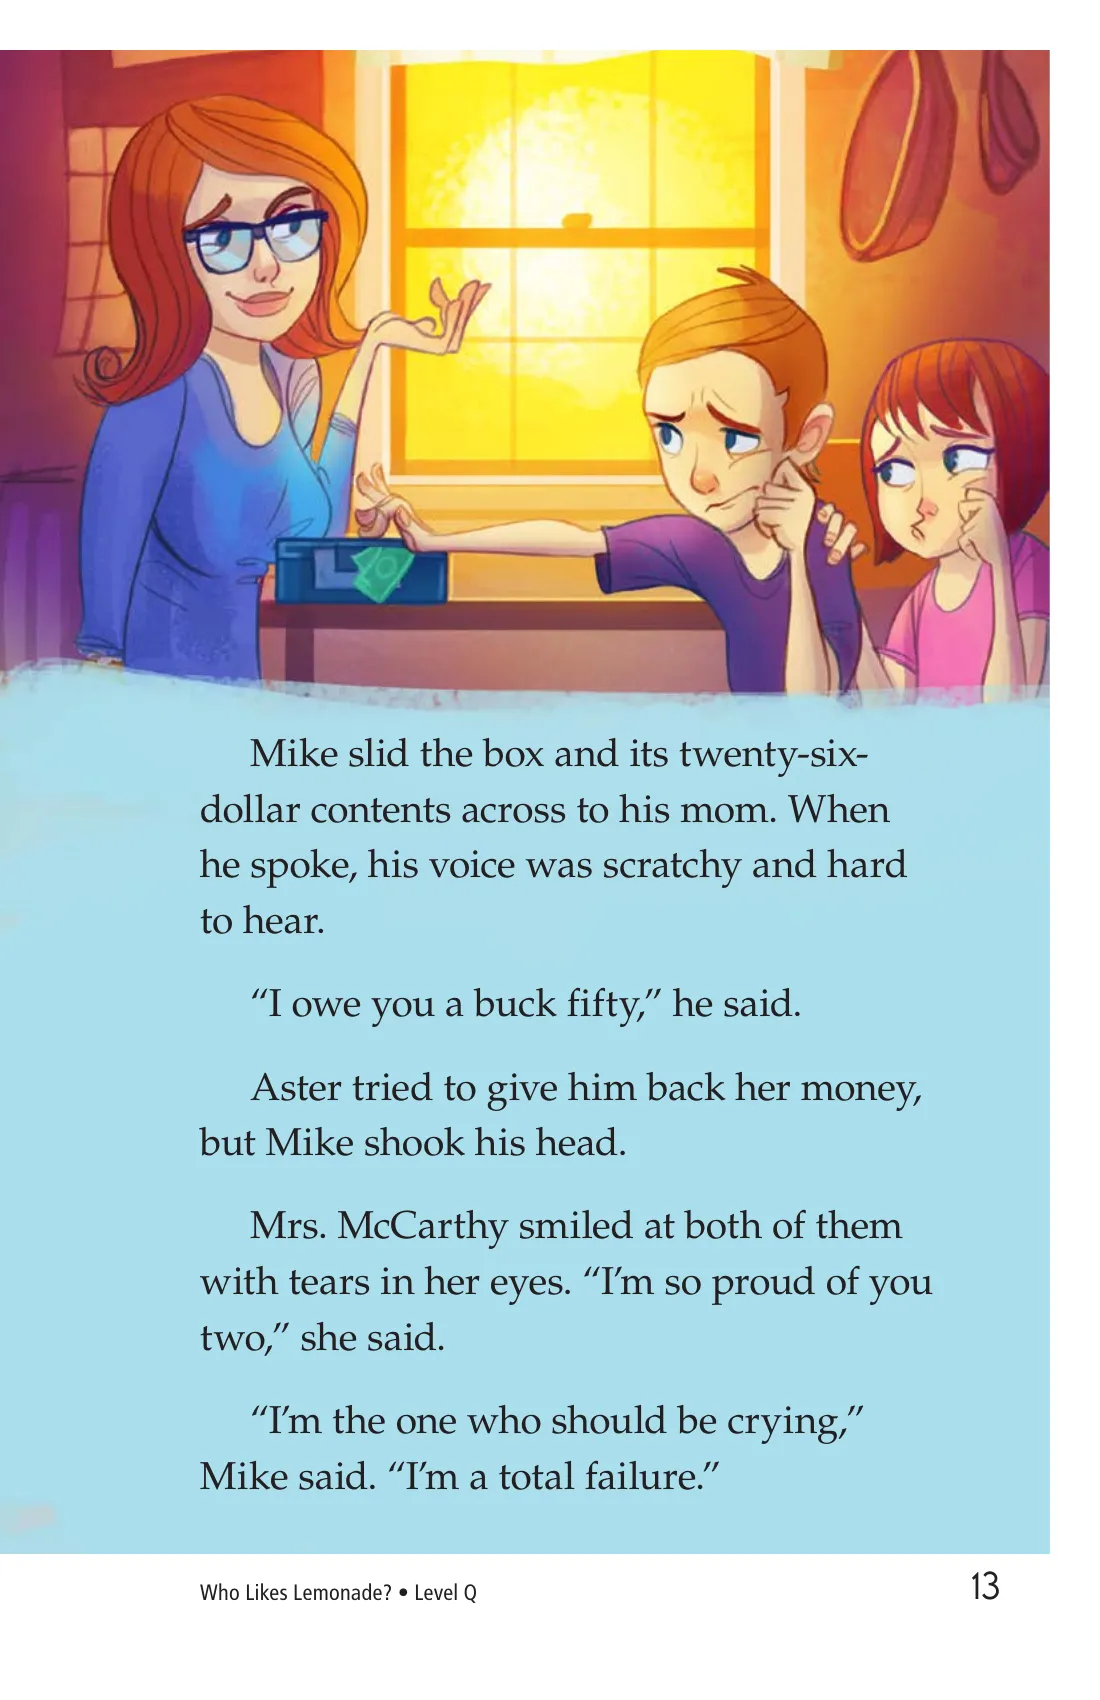 Mike slid the box and its twenty-six-
dollar contents across to his mom. When
he spoke, his voice was scratchy and hard
to hear.
“I owe you a buck fifty,” he said.
Aster tried to give him back her money,
but Mike shook his head.
Mrs. McCarthy smiled at both of them
with tears in her eyes. “I’m so proud of you
two,” she said.
“I’m the one who should be crying,”
Mike said. “I’m a total failure.”
Who Likes Lemonade? • Level Q
13